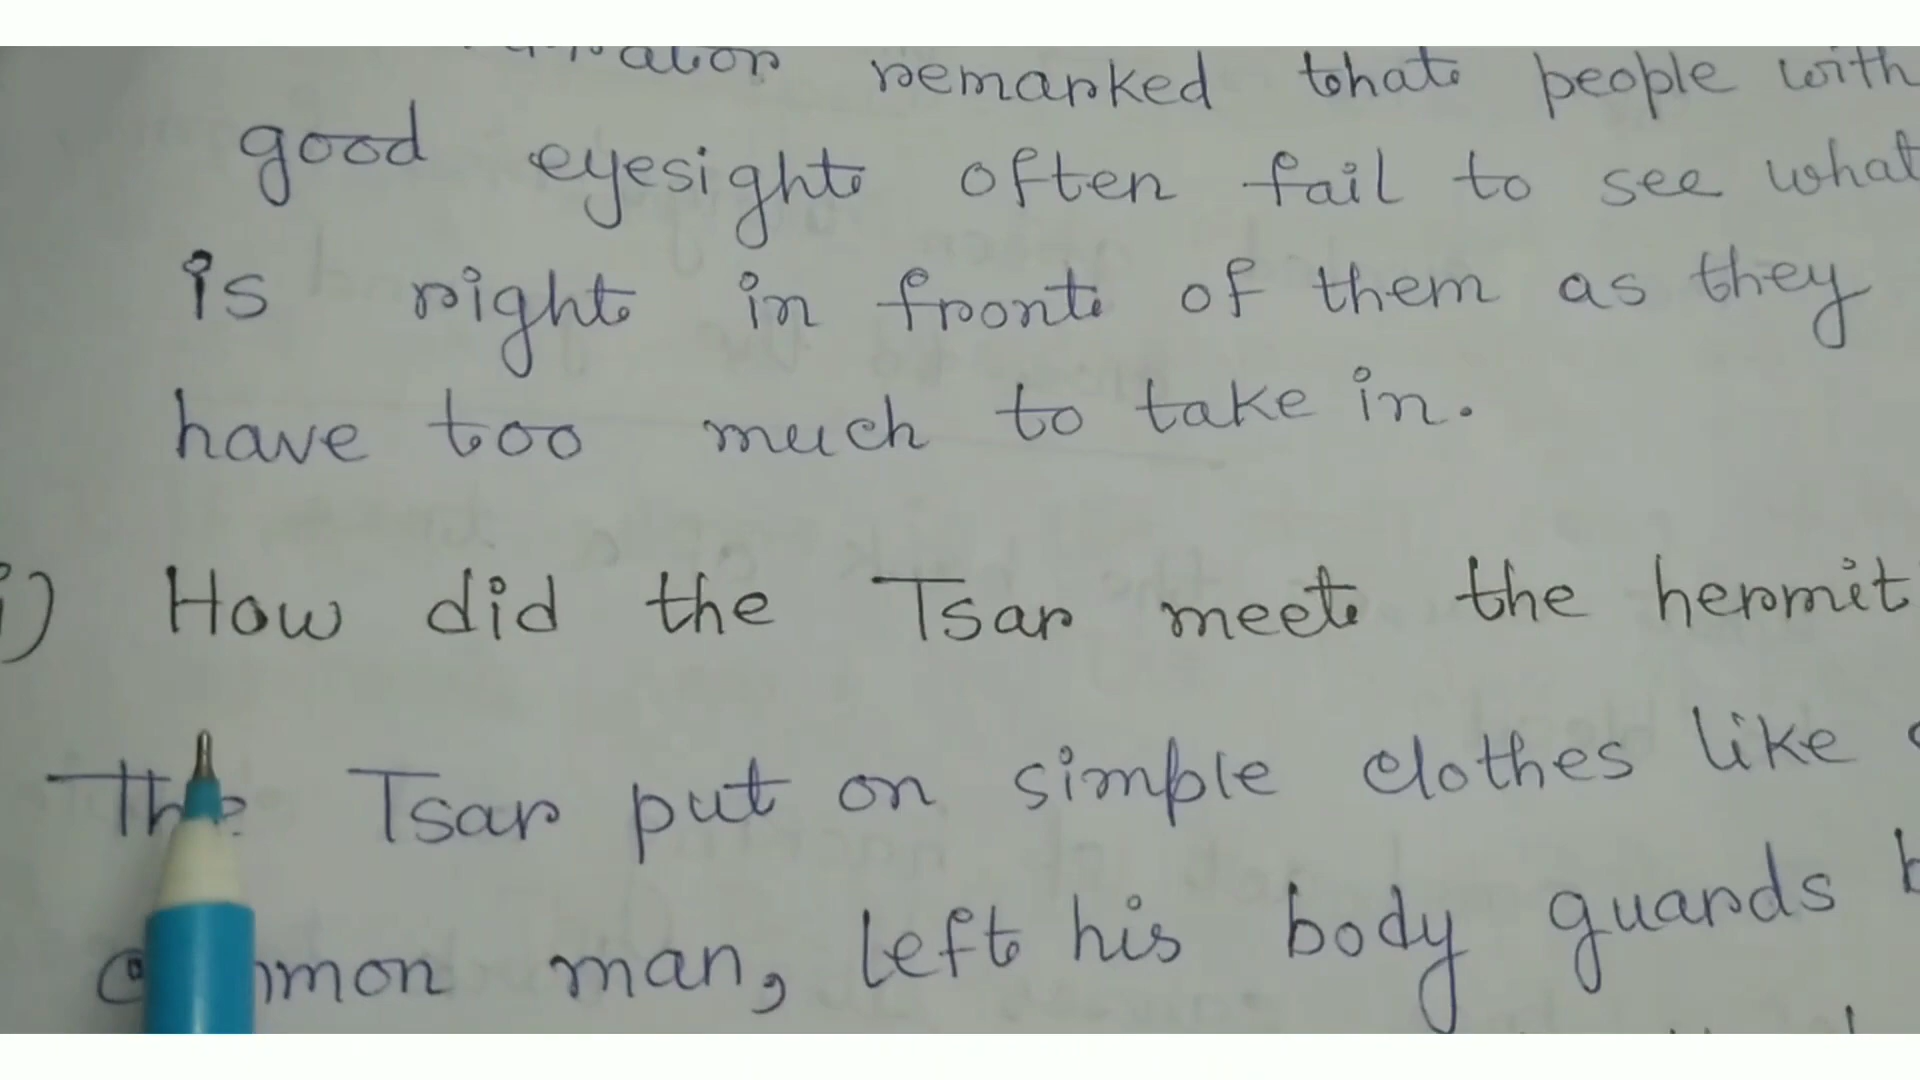 remarked that people with
good eyesight often fail to see what
is right in front of them as they
have too much to take in.
i) How did the Tsar meet the hermit
The Tsar put on simple clothes like
common man, left his body guards